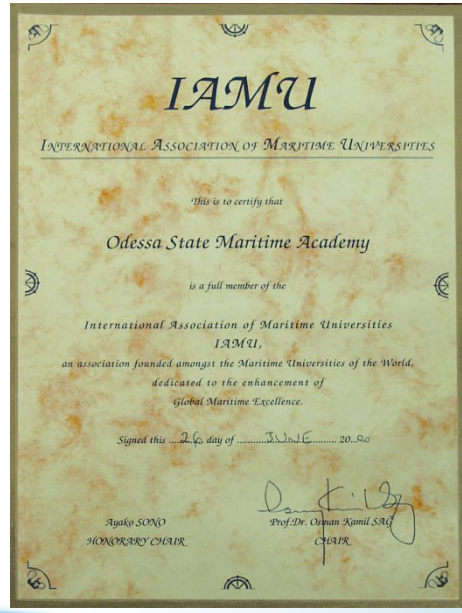 IAMU
INTERNATIONAL ASSOCIATION OF MARITIME UNIVERSITIES
This is to certify that
Odessa State Maritime Academy
is a full member of the
International Association of Maritime Universities
IAMU,
an association founded amongst the Maritime Universities of the World,
dedicated to the enhancement of
Global Maritime Excellence.
Signed this .....26. day of ...........JUNE.......... 20..00
Ayako SONO Prof.Dr. Osman Kamil SAG
HONORARY CHAIR CHAIR